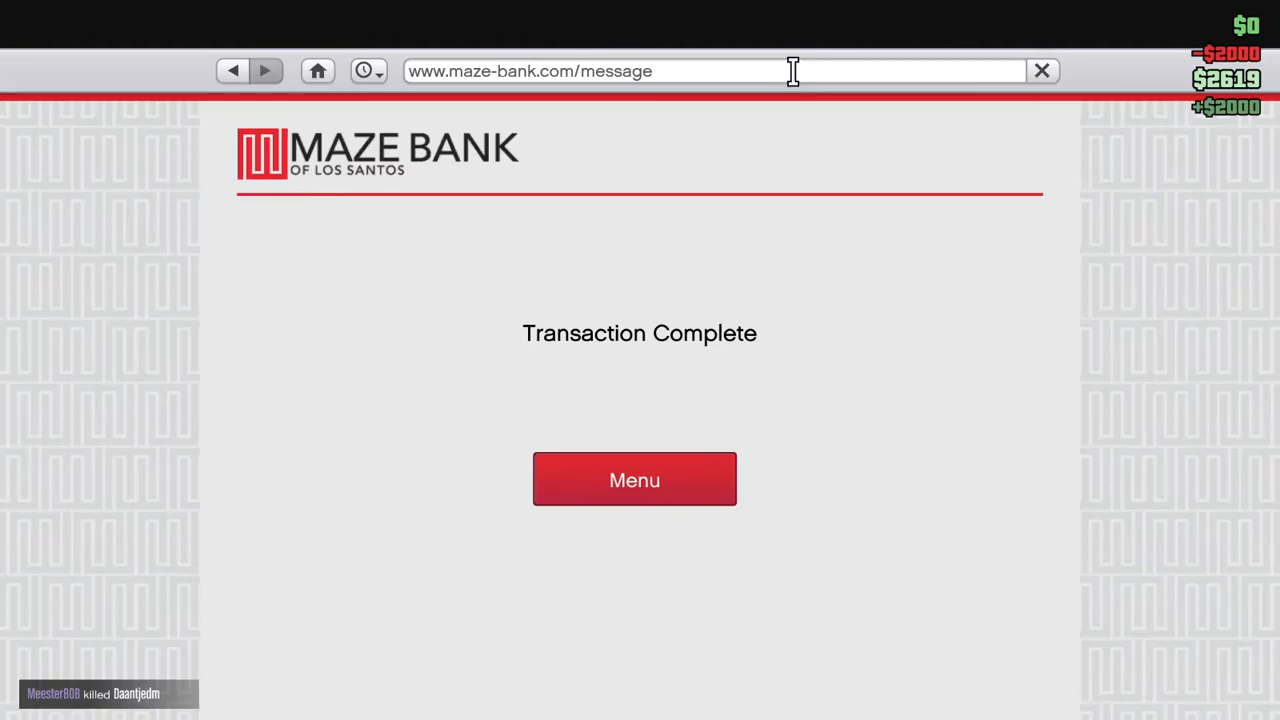 $0
-$2000
www.maze-bank.com/message
$2619
+$2000
MAZE BANK
OF LOS SANTOS
Transaction Complete
Menu
MeesterBOB killed Daantjedm